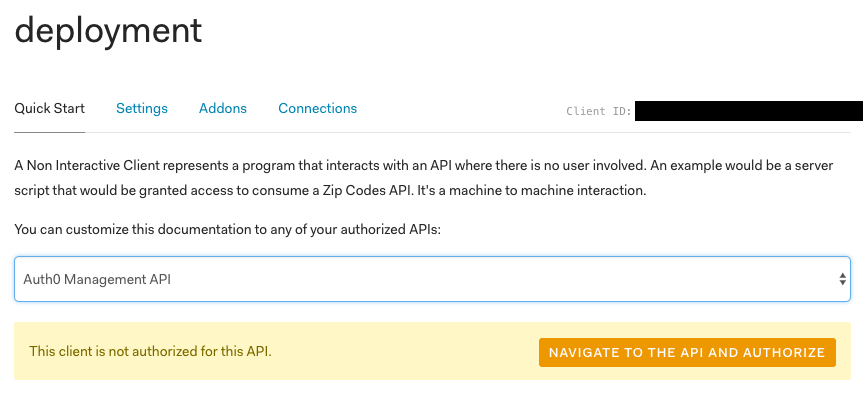 deployment
Quick Start Settings Addons Connections Client ID:
A Non Interactive Client represents a program that interacts with an API where there is no user involved. An example would be a server
script that would be granted access to consume a Zip Codes API. It's a machine to machine interaction.
You can customize this documentation to any of your authorized APIs:
Auth0 Management API
This client is not authorized for this API. NAVIGATE TO THE API AND AUTHORIZE